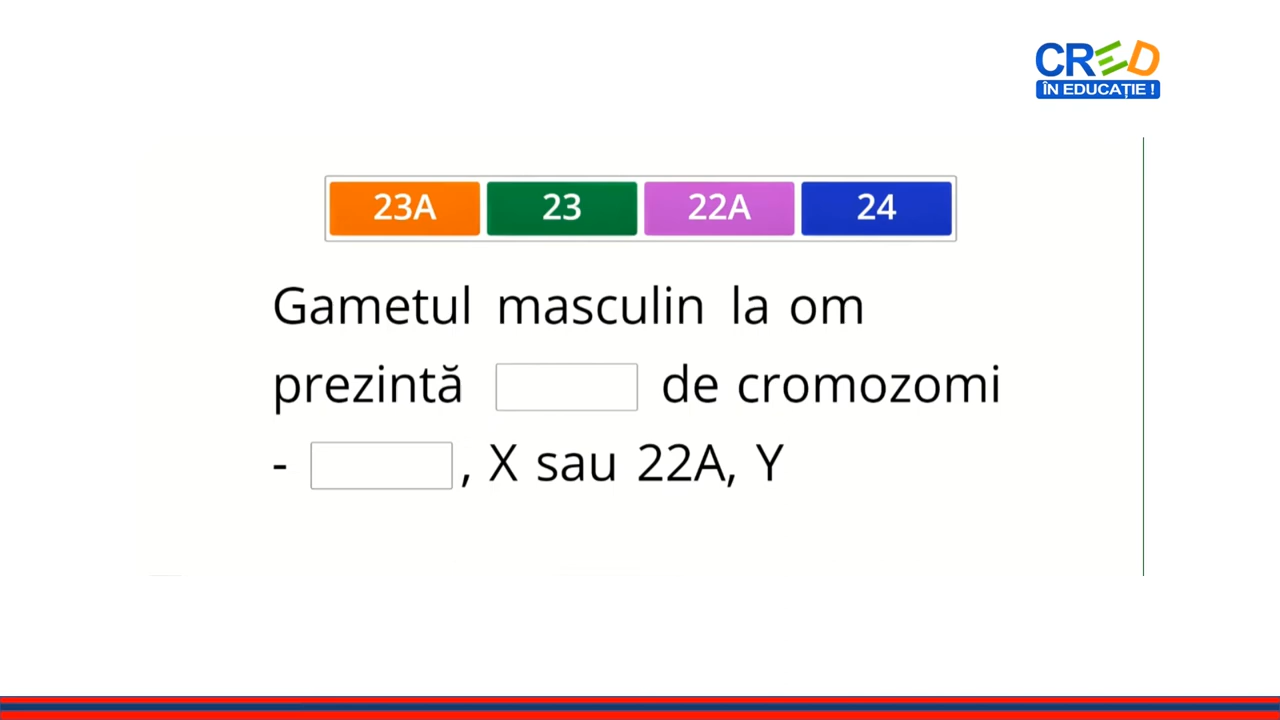 CRED
ÎN EDUCAȚIE !
23A 23 22A 24
Gametul masculin la om
prezintă de cromozomi
- , X sau 22A, Y